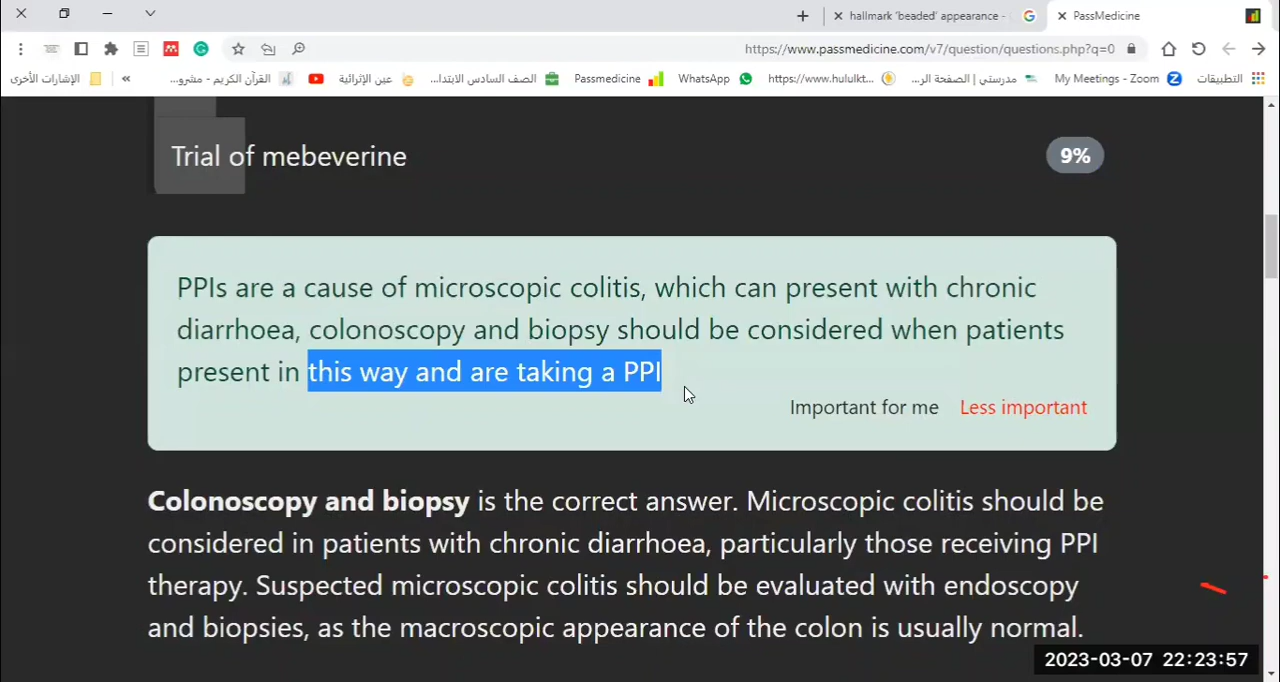 hallmark 'beaded' appearance -
PassMedicine
https://www.passmedicine.com/v7/question/questions.php?q=0
الإشارات الأخرى
القرآن الكريم - مشرو...
عين الإثرائية
الصف السادس الابتدا...
Passmedicine
WhatsApp
https://www.hululkt...
مدرستي | الصفحة الر...
My Meetings - Zoom
التطبيقات
Trial of mebeverine
9%
PPIs are a cause of microscopic colitis, which can present with chronic
diarrhoea, colonoscopy and biopsy should be considered when patients
present in this way and are taking a PPI
Important for me Less important
Colonoscopy and biopsy is the correct answer. Microscopic colitis should be
considered in patients with chronic diarrhoea, particularly those receiving PPI
therapy. Suspected microscopic colitis should be evaluated with endoscopy
and biopsies, as the macroscopic appearance of the colon is usually normal.
2023-03-07 22:23:57